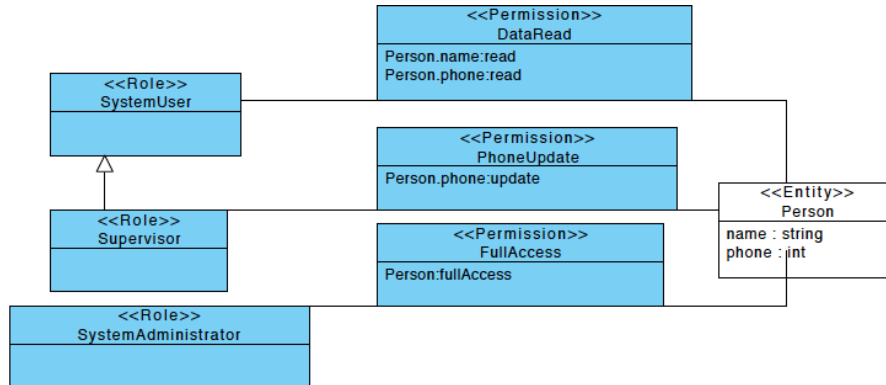 <<Permission>>
DataRead
Person.name:read
Person.phone:read
<<Role>>
SystemUser
<<Permission>>
PhoneUpdate
Person.phone:update
<<Entity>>
Person
name : string
phone : int
<<Role>>
Supervisor
<<Permission>>
FullAccess
Person:fullAccess
<<Role>>
SystemAdministrator